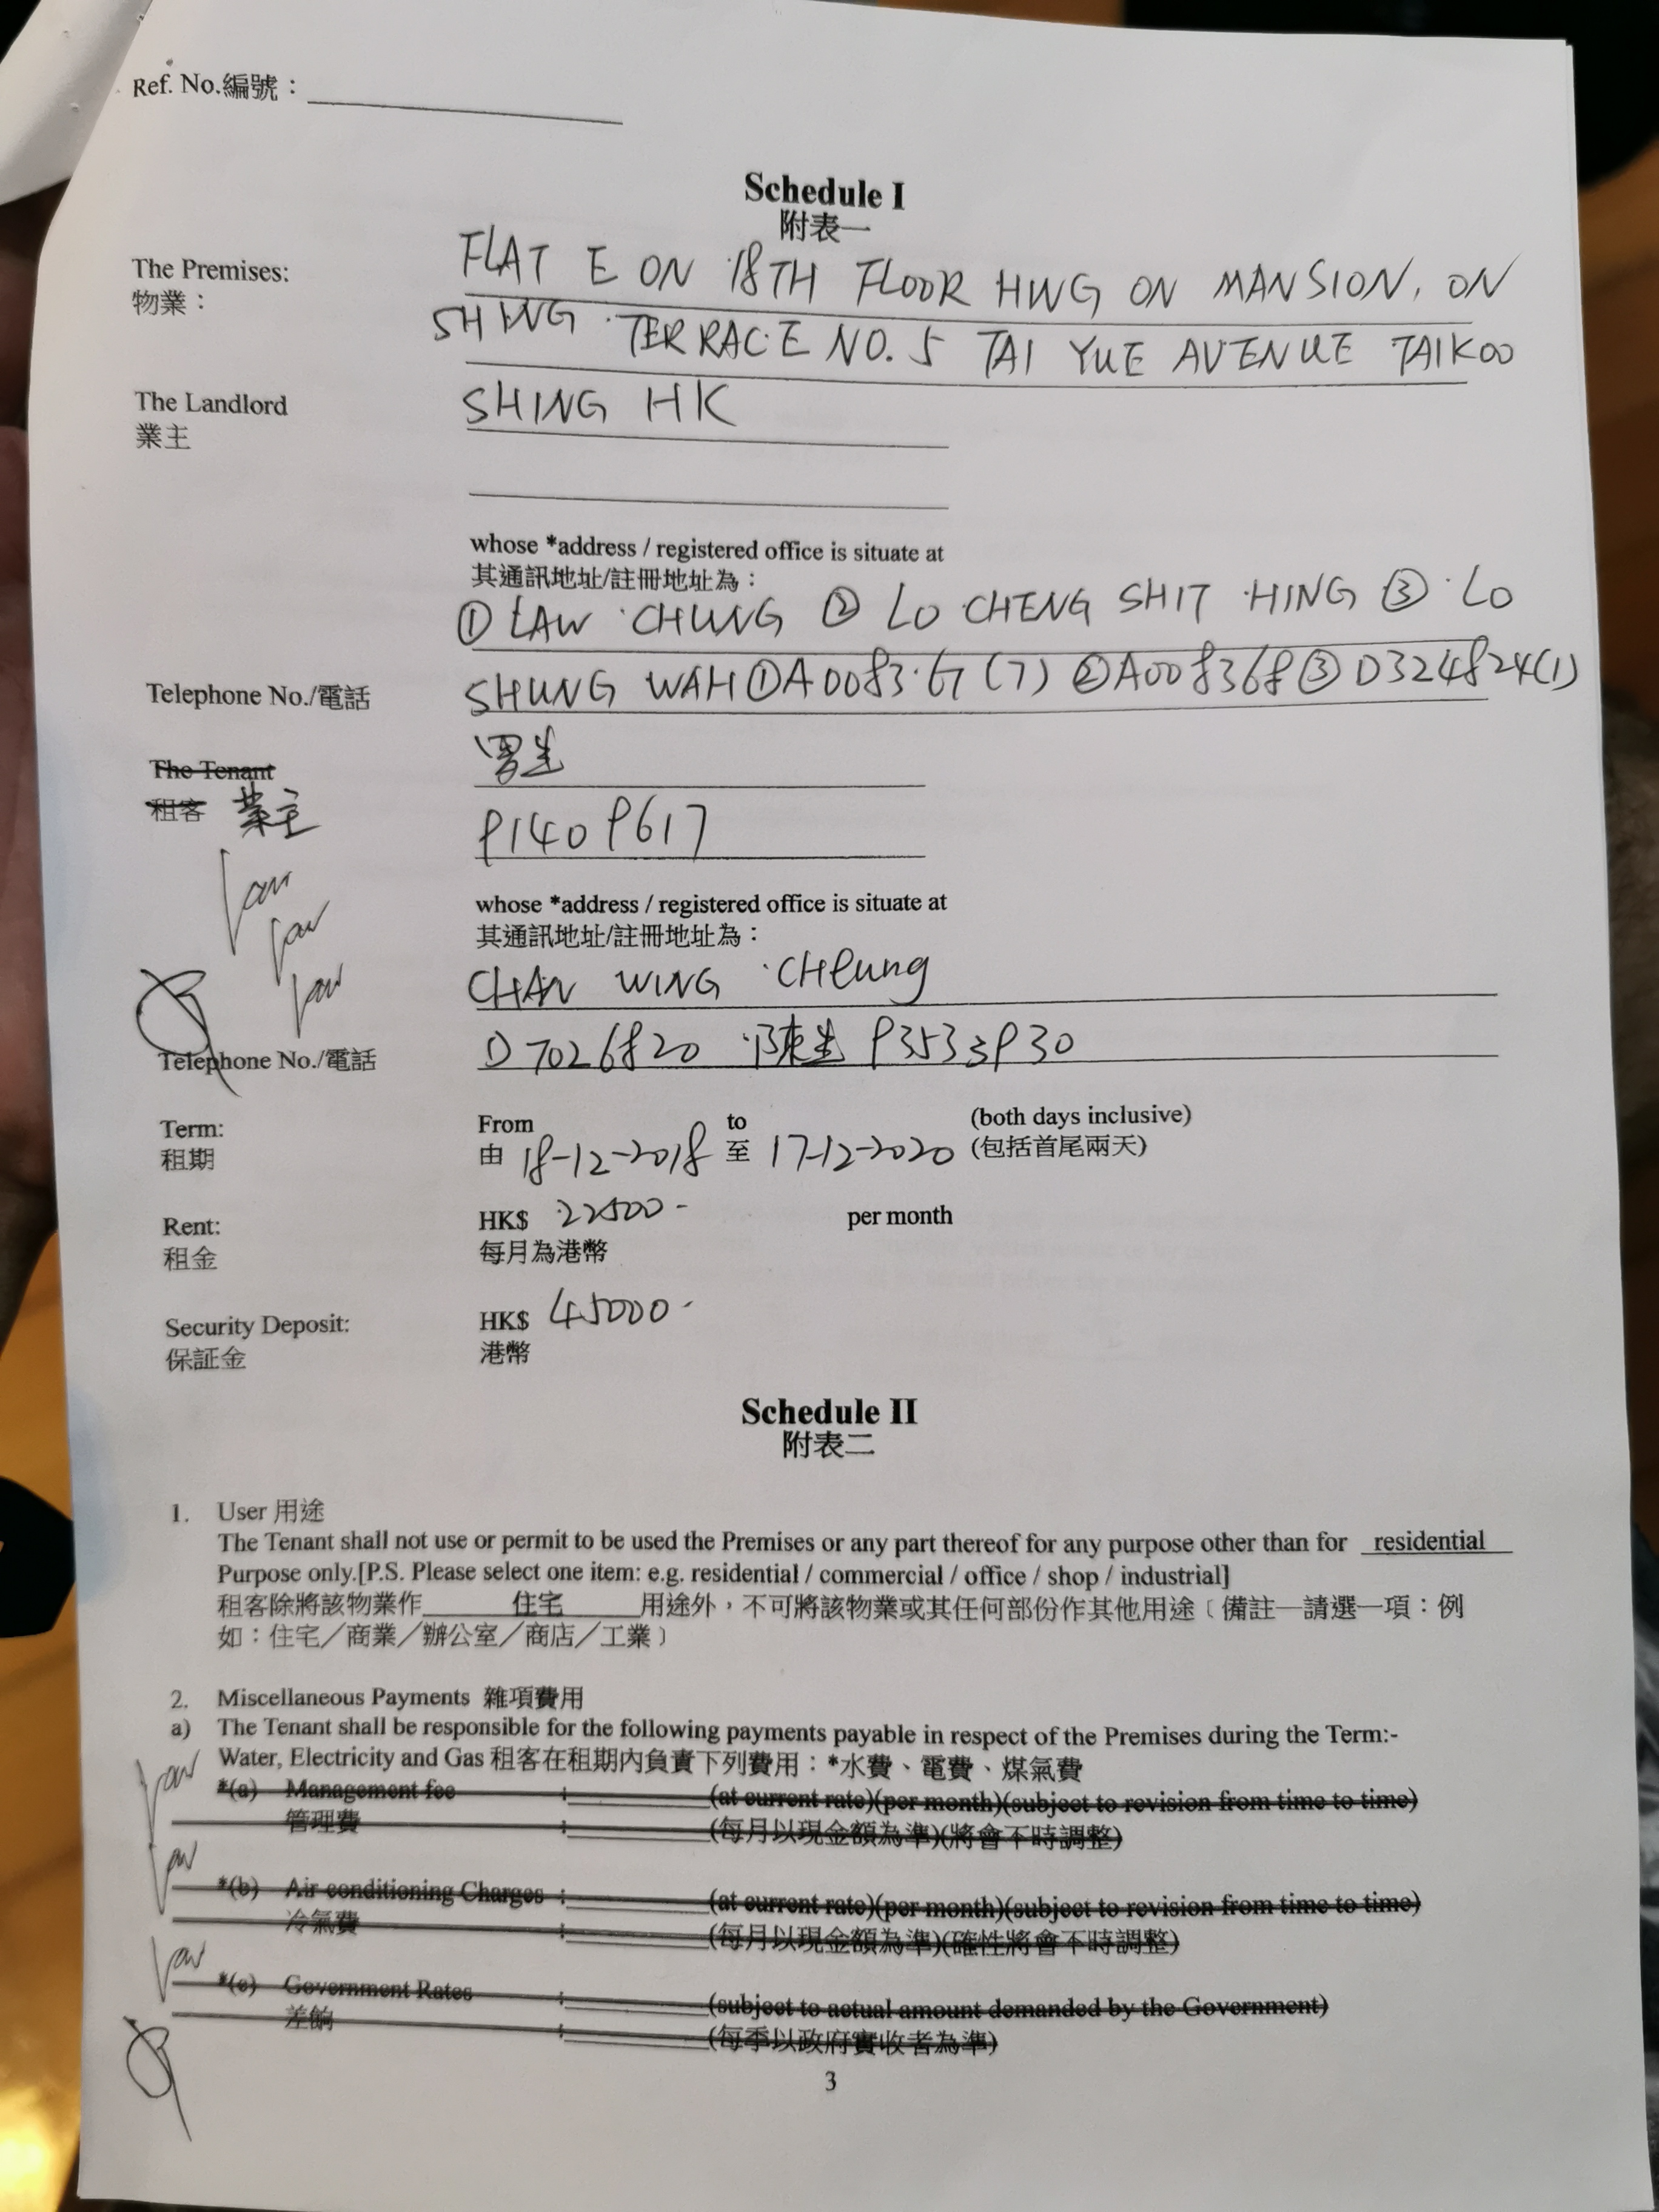 Ref. No.編號：
Schedule I
附表一
The Premises:
物業：
FLAT E ON 18TH FLOOR HWG ON MANSION, ON
SHING TERRACE NO. 5 TAI YUE AVENUE TAIKOO
The Landlord
業主
SHING HK
whose *address / registered office is situate at
其通訊地址/註冊地址為：
① LAW CHUNG ② LO CHENG SHIT HING ③ LO
Telephone No./電話
SHUNG WAH ① (7) ② A008368 ③ D324824(1)
The Tenant
租客 業主
91409617
Law
Law
Law
whose *address / registered office is situate at
其通訊地址/註冊地址為：
CHAN WING CHeung
Telephone No./電話
D7026820 陳生 93533930
Term:
租期
From to (both days inclusive)
由 18-12-2018 至 17-12-2020 (包括首尾兩天)
Rent:
租金
HK$ 22500- per month
每月為港幣
Security Deposit:
保証金
HK$ 45000-
港幣
Schedule II
附表二
1. User 用途
The Tenant shall not use or permit to be used the Premises or any part thereof for any purpose other than for residential
Purpose only.[P.S. Please select one item: e.g. residential / commercial / office / shop / industrial]
租客除將該物業作 住宅 用途外，不可將該物業或其任何部份作其他用途﹝備註—請選一項：例
如：住宅／商業／辦公室／商店／工業﹞
2. Miscellaneous Payments 雜項費用
a) The Tenant shall be responsible for the following payments payable in respect of the Premises during the Term:-
Water, Electricity and Gas 租客在租期內負責下列費用：*水費、電費、煤氣費
Law
*(a) Management fee : (at current rate)(per month)(subject to revision from time to time)
管理費 : (每月以現金額為準)(將會不時調整)
Law
*(b) Air conditioning Charges : (at current rate)(per month)(subject to revision from time to time)
冷氣費 : (每月以現金額為準)(確性將會不時調整)
Law
*(c) Government Rates : (subject to actual amount demanded by the Government)
差餉 : (每季以政府實收者為準)
3